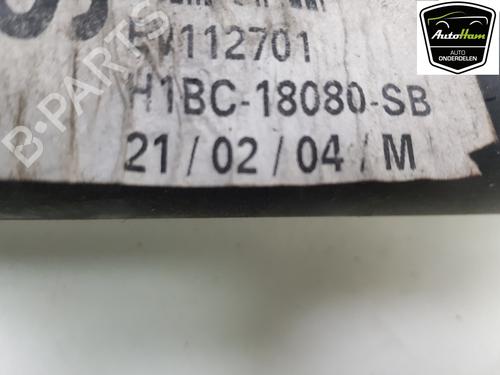 AutoHam
AUTO
ONDERDELEN
112701
H1BC-18080-SB
21/02/04/M
B-PARTS